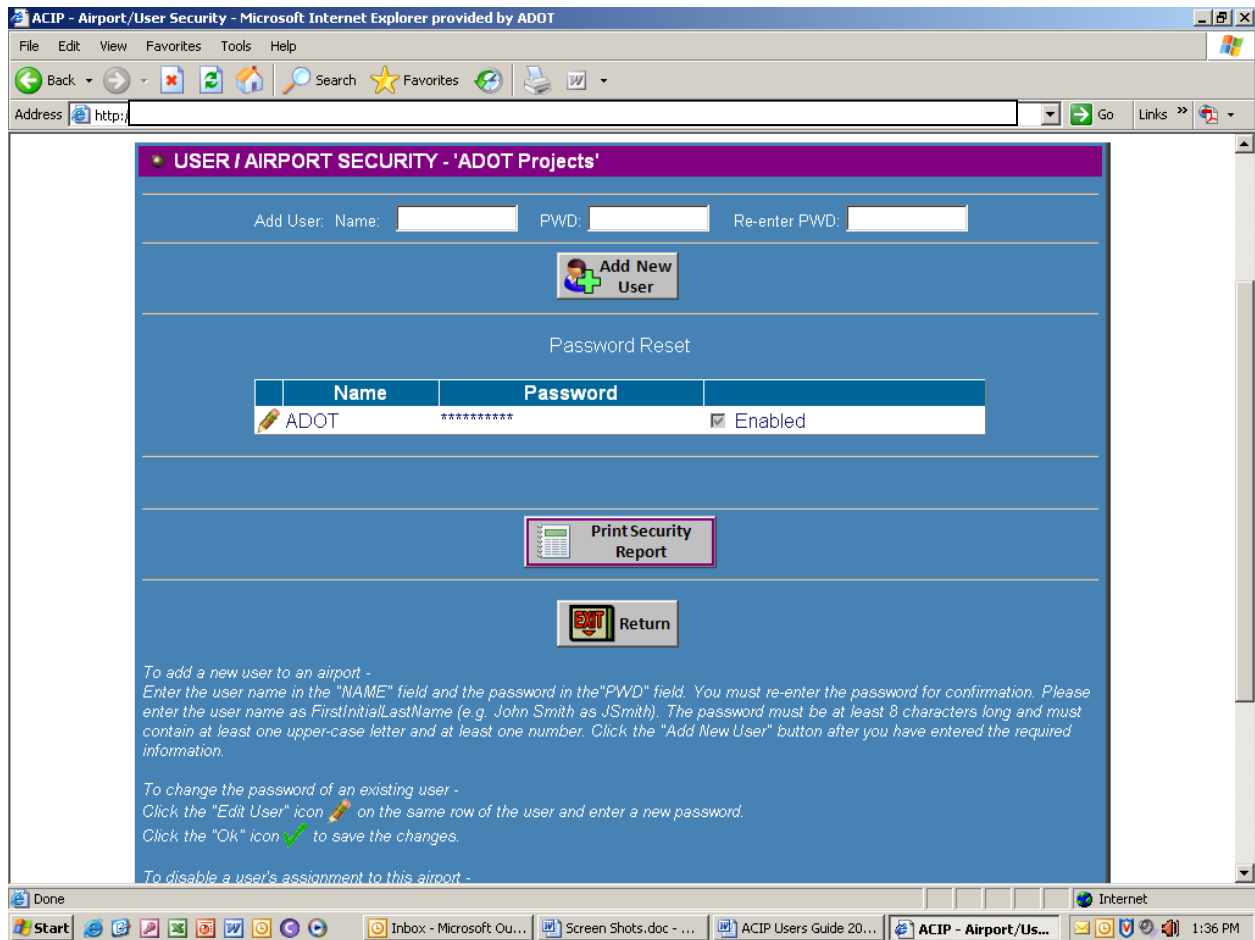 ACIP - Airport/User Security - Microsoft Internet Explorer provided by ADOT
File Edit View Favorites Tools Help
Back Search Favorites
Address http:/ Go Links »
USER / AIRPORT SECURITY - 'ADOT Projects'
Add User: Name: PWD: Re-enter PWD:
Add New
User
Password Reset
Name Password
ADOT ********** Enabled
Print Security
Report
EXIT Return
To add a new user to an airport -
Enter the user name in the "NAME" field and the password in the"PWD" field. You must re-enter the password for confirmation. Please
enter the user name as FirstInitialLastName (e.g. John Smith as JSmith). The password must be at least 8 characters long and must
contain at least one upper-case letter and at least one number. Click the "Add New User" button after you have entered the required
information.
To change the password of an existing user -
Click the "Edit User" icon on the same row of the user and enter a new password.
Click the "Ok" icon to save the changes.
To disable a user's assignment to this airport -
Done Internet
Start Inbox - Microsoft Ou... Screen Shots.doc - ... ACIP Users Guide 20... ACIP - Airport/Us... 1:36 PM